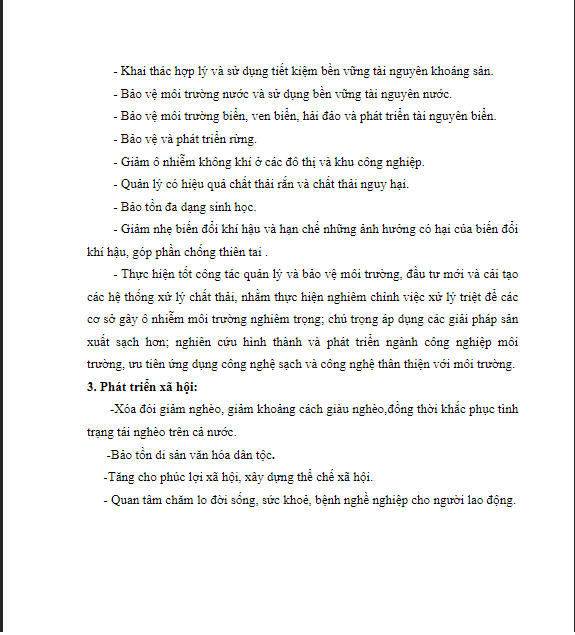 - Khai thác hợp lý và sử dụng tiết kiệm bền vững tài nguyên khoáng sản.
- Bảo vệ môi trường nước và sử dụng bền vững tài nguyên nước.
- Bảo vệ môi trường biển, ven biển, hải đảo và phát triển tài nguyên biển.
- Bảo vệ và phát triển rừng.
- Giảm ô nhiễm không khí ở các đô thị và khu công nghiệp.
- Quản lý có hiệu quả chất thải rắn và chất thải nguy hại.
- Bảo tồn đa dạng sinh học.
- Giảm nhẹ biến đổi khí hậu và hạn chế những ảnh hưởng có hại của biến đổi
khí hậu, góp phần chống thiên tai .
- Thực hiện tốt công tác quản lý và bảo vệ môi trường, đầu tư mới và cải tạo
các hệ thống xử lý chất thải, nhằm thực hiện nghiêm chỉnh việc xử lý triệt để các
cơ sở gây ô nhiễm môi trường nghiêm trọng; chú trọng áp dụng các giải pháp sản
xuất sạch hơn; nghiên cứu hình thành và phát triển ngành công nghiệp môi
trường, ưu tiên ứng dụng công nghệ sạch và công nghệ thân thiện với môi trường.
3. Phát triển xã hội:
-Xóa đói giảm nghèo, giảm khoảng cách giàu nghèo,đồng thời khắc phục tình
trạng tái nghèo trên cả nước.
-Bảo tồn di sản văn hóa dân tộc.
-Tăng cho phúc lợi xã hội, xây dựng thể chế xã hội.
- Quan tâm chăm lo đời sống, sức khoẻ, bệnh nghề nghiệp cho người lao động.